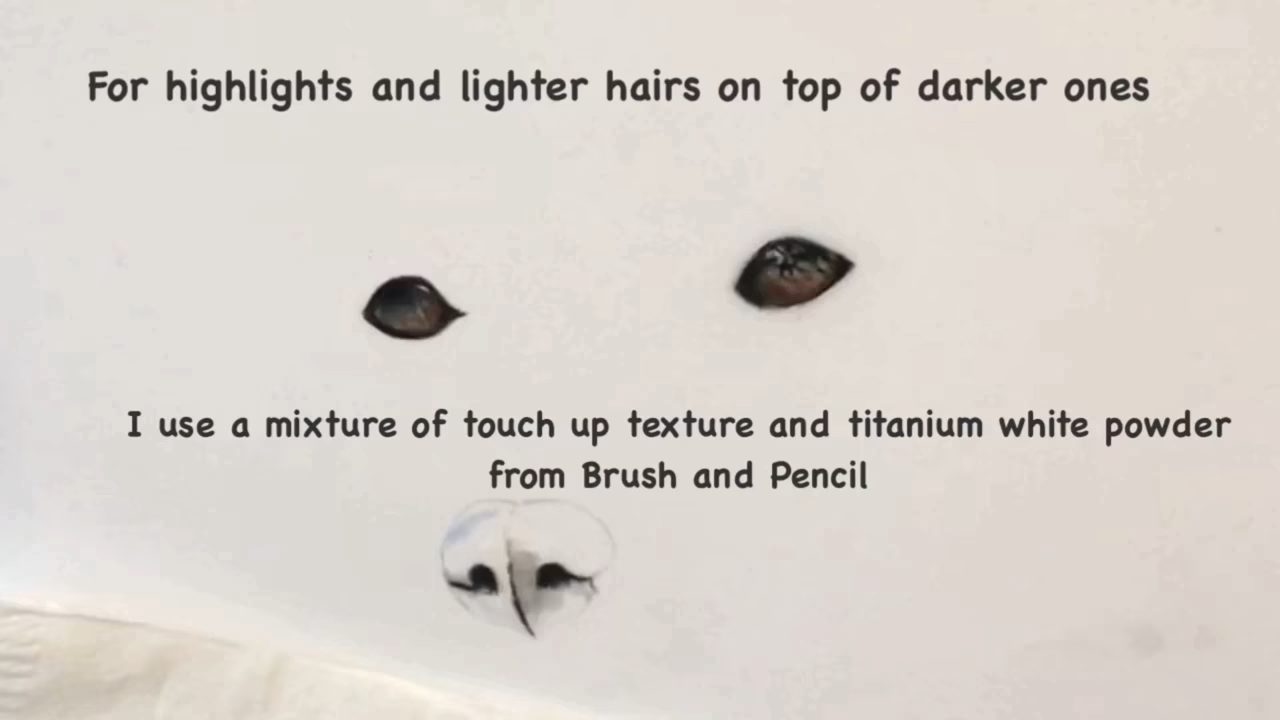 For highlights and lighter hairs on top of darker ones
I use a mixture of touch up texture and titanium white powder
from Brush and Pencil